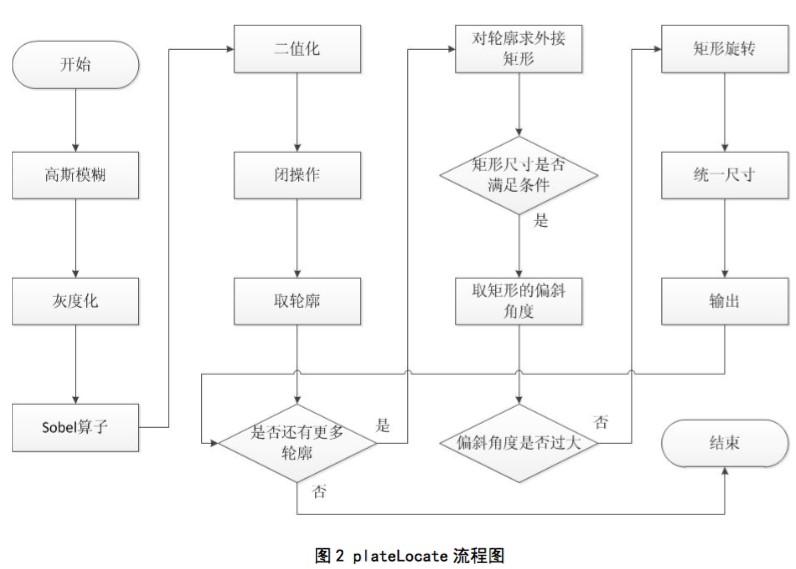 开始
高斯模糊
灰度化
Sobel算子
二值化
闭操作
取轮廓
是否还有更多
轮廓
是
否
对轮廓求外接
矩形
矩形尺寸是否
满足条件
是
取矩形的偏斜
角度
偏斜角度是否过大
否
矩形旋转
统一尺寸
输出
结束
图2 plateLocate 流程图